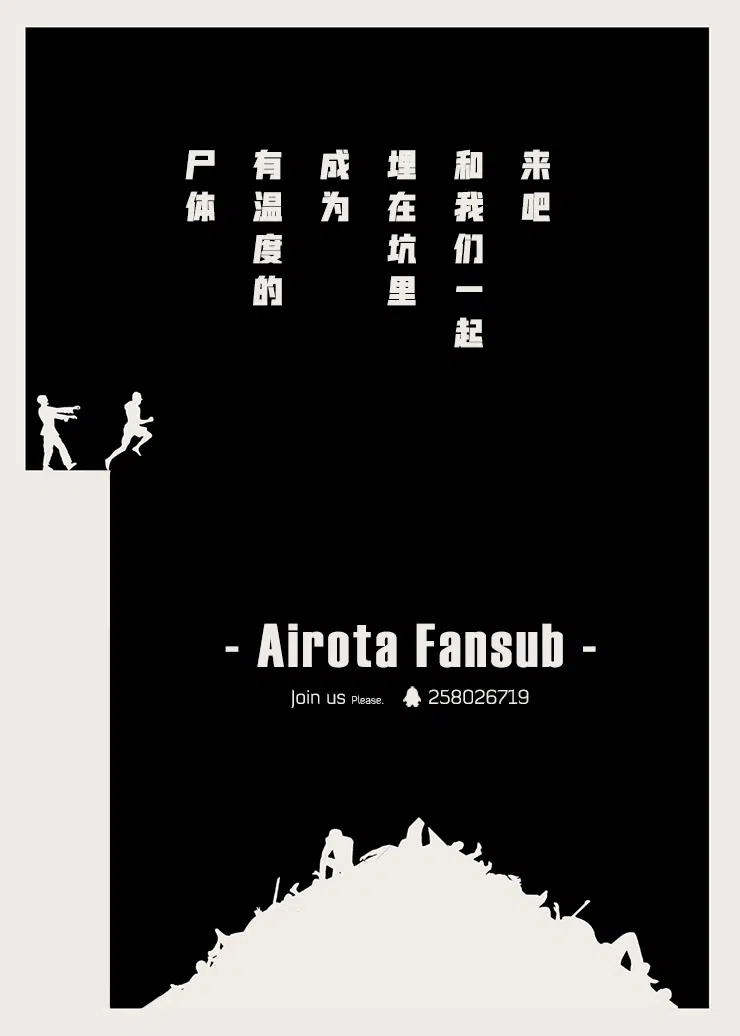 来吧
和我们一起
埋在坑里
成为
有温度的
尸体
- Airota Fansub -
Join us Please. 258026719